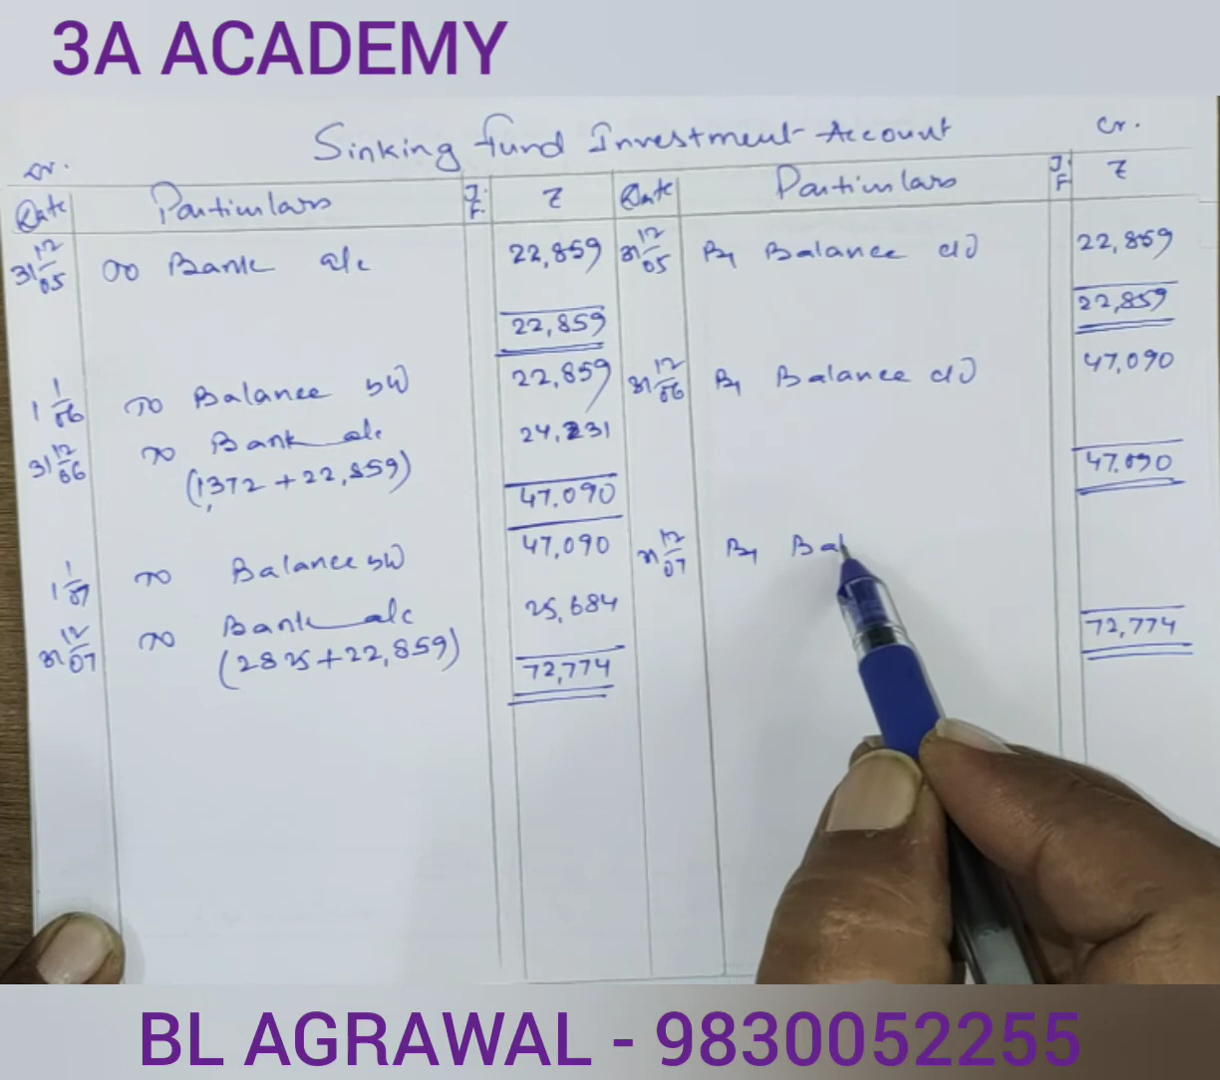 3A ACADEMY
Sinking Fund Investment Account
Dr. Cr.
Date Particulars J.F. ₹ Date Particulars J.F. ₹
31/12/05 To Bank a/c 22,859 31/12/05 By Balance c/d 22,859
22,859 22,859
1/1/06 To Balance b/d 22,859 31/12/06 By Balance c/d 47,090
31/12/06 To Bank a/c 24,231
(1,372 + 22,859) 47,090 47,090
1/1/07 To Balance b/d 47,090 31/12/07 By Bal
31/12/07 To Bank a/c 25,684
(2825 + 22,859) 72,774 72,774
BL AGRAWAL - 9830052255